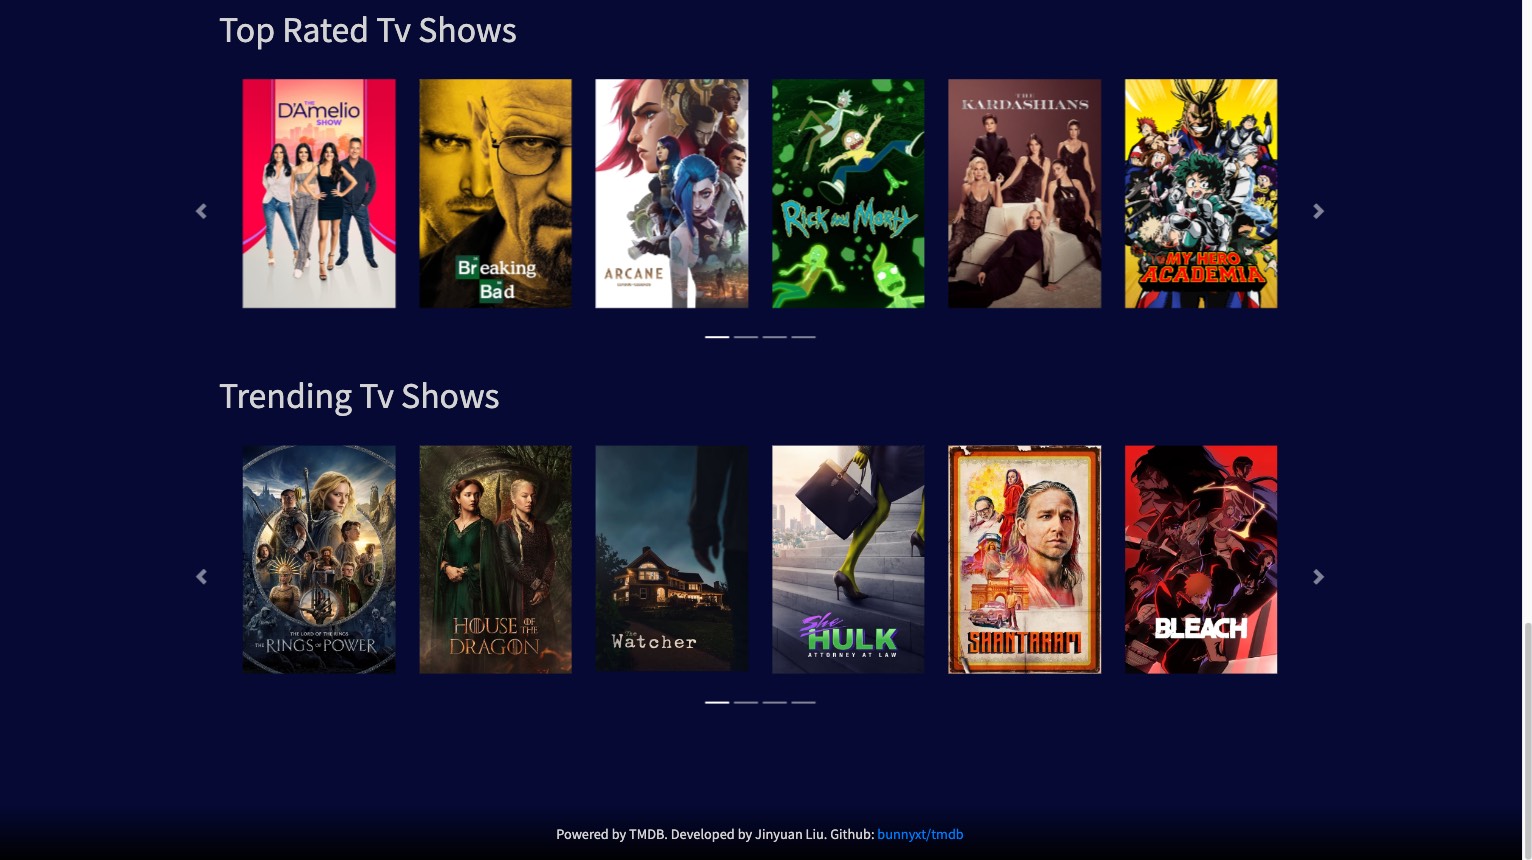 Top Rated Tv Shows
THE
D'Amelio
SHOW
Breaking
Bad
ARCANE
Rick and Morty
THE
KARDASHIANS
MY HERO
ACADEMIA
Trending Tv Shows
THE LORD OF THE RINGS
THE RINGS OF POWER
HOUSE OF THE
DRAGON
The
Watcher
She
HULK
ATTORNEY AT LAW
SHANTARAM
BLEACH
Powered by TMDB. Developed by Jinyuan Liu. Github: bunnyxt/tmdb